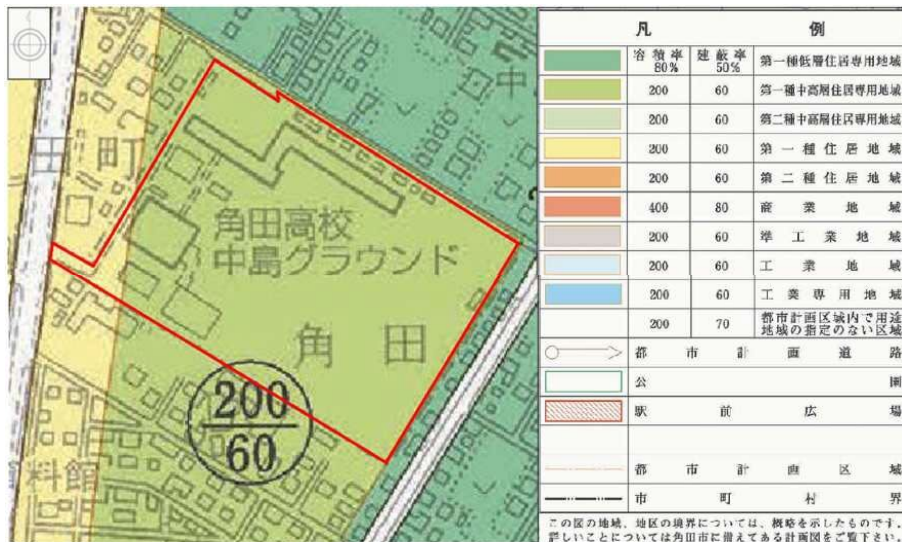 田町
中
角田高校
中島グラウンド
角田
200
60
料館
凡例
容積率 80% 建蔽率 50% 第一種低層住居専用地域
200 60 第一種中高層住居専用地域
200 60 第二種中高層住居専用地域
200 60 第一種住居地域
200 60 第二種住居地域
400 80 商業地域
200 60 準工業地域
200 60 工業地域
200 60 工業専用地域
200 70 都市計画区域内で用途
地域の指定のない区域
都市計画道路
公園
駅前広場
都市計画区域
市町村界
この図の地域、地区の境界については、概略を示したものです。
詳しいことについては角田市に備えてある計画図をご覧下さい。